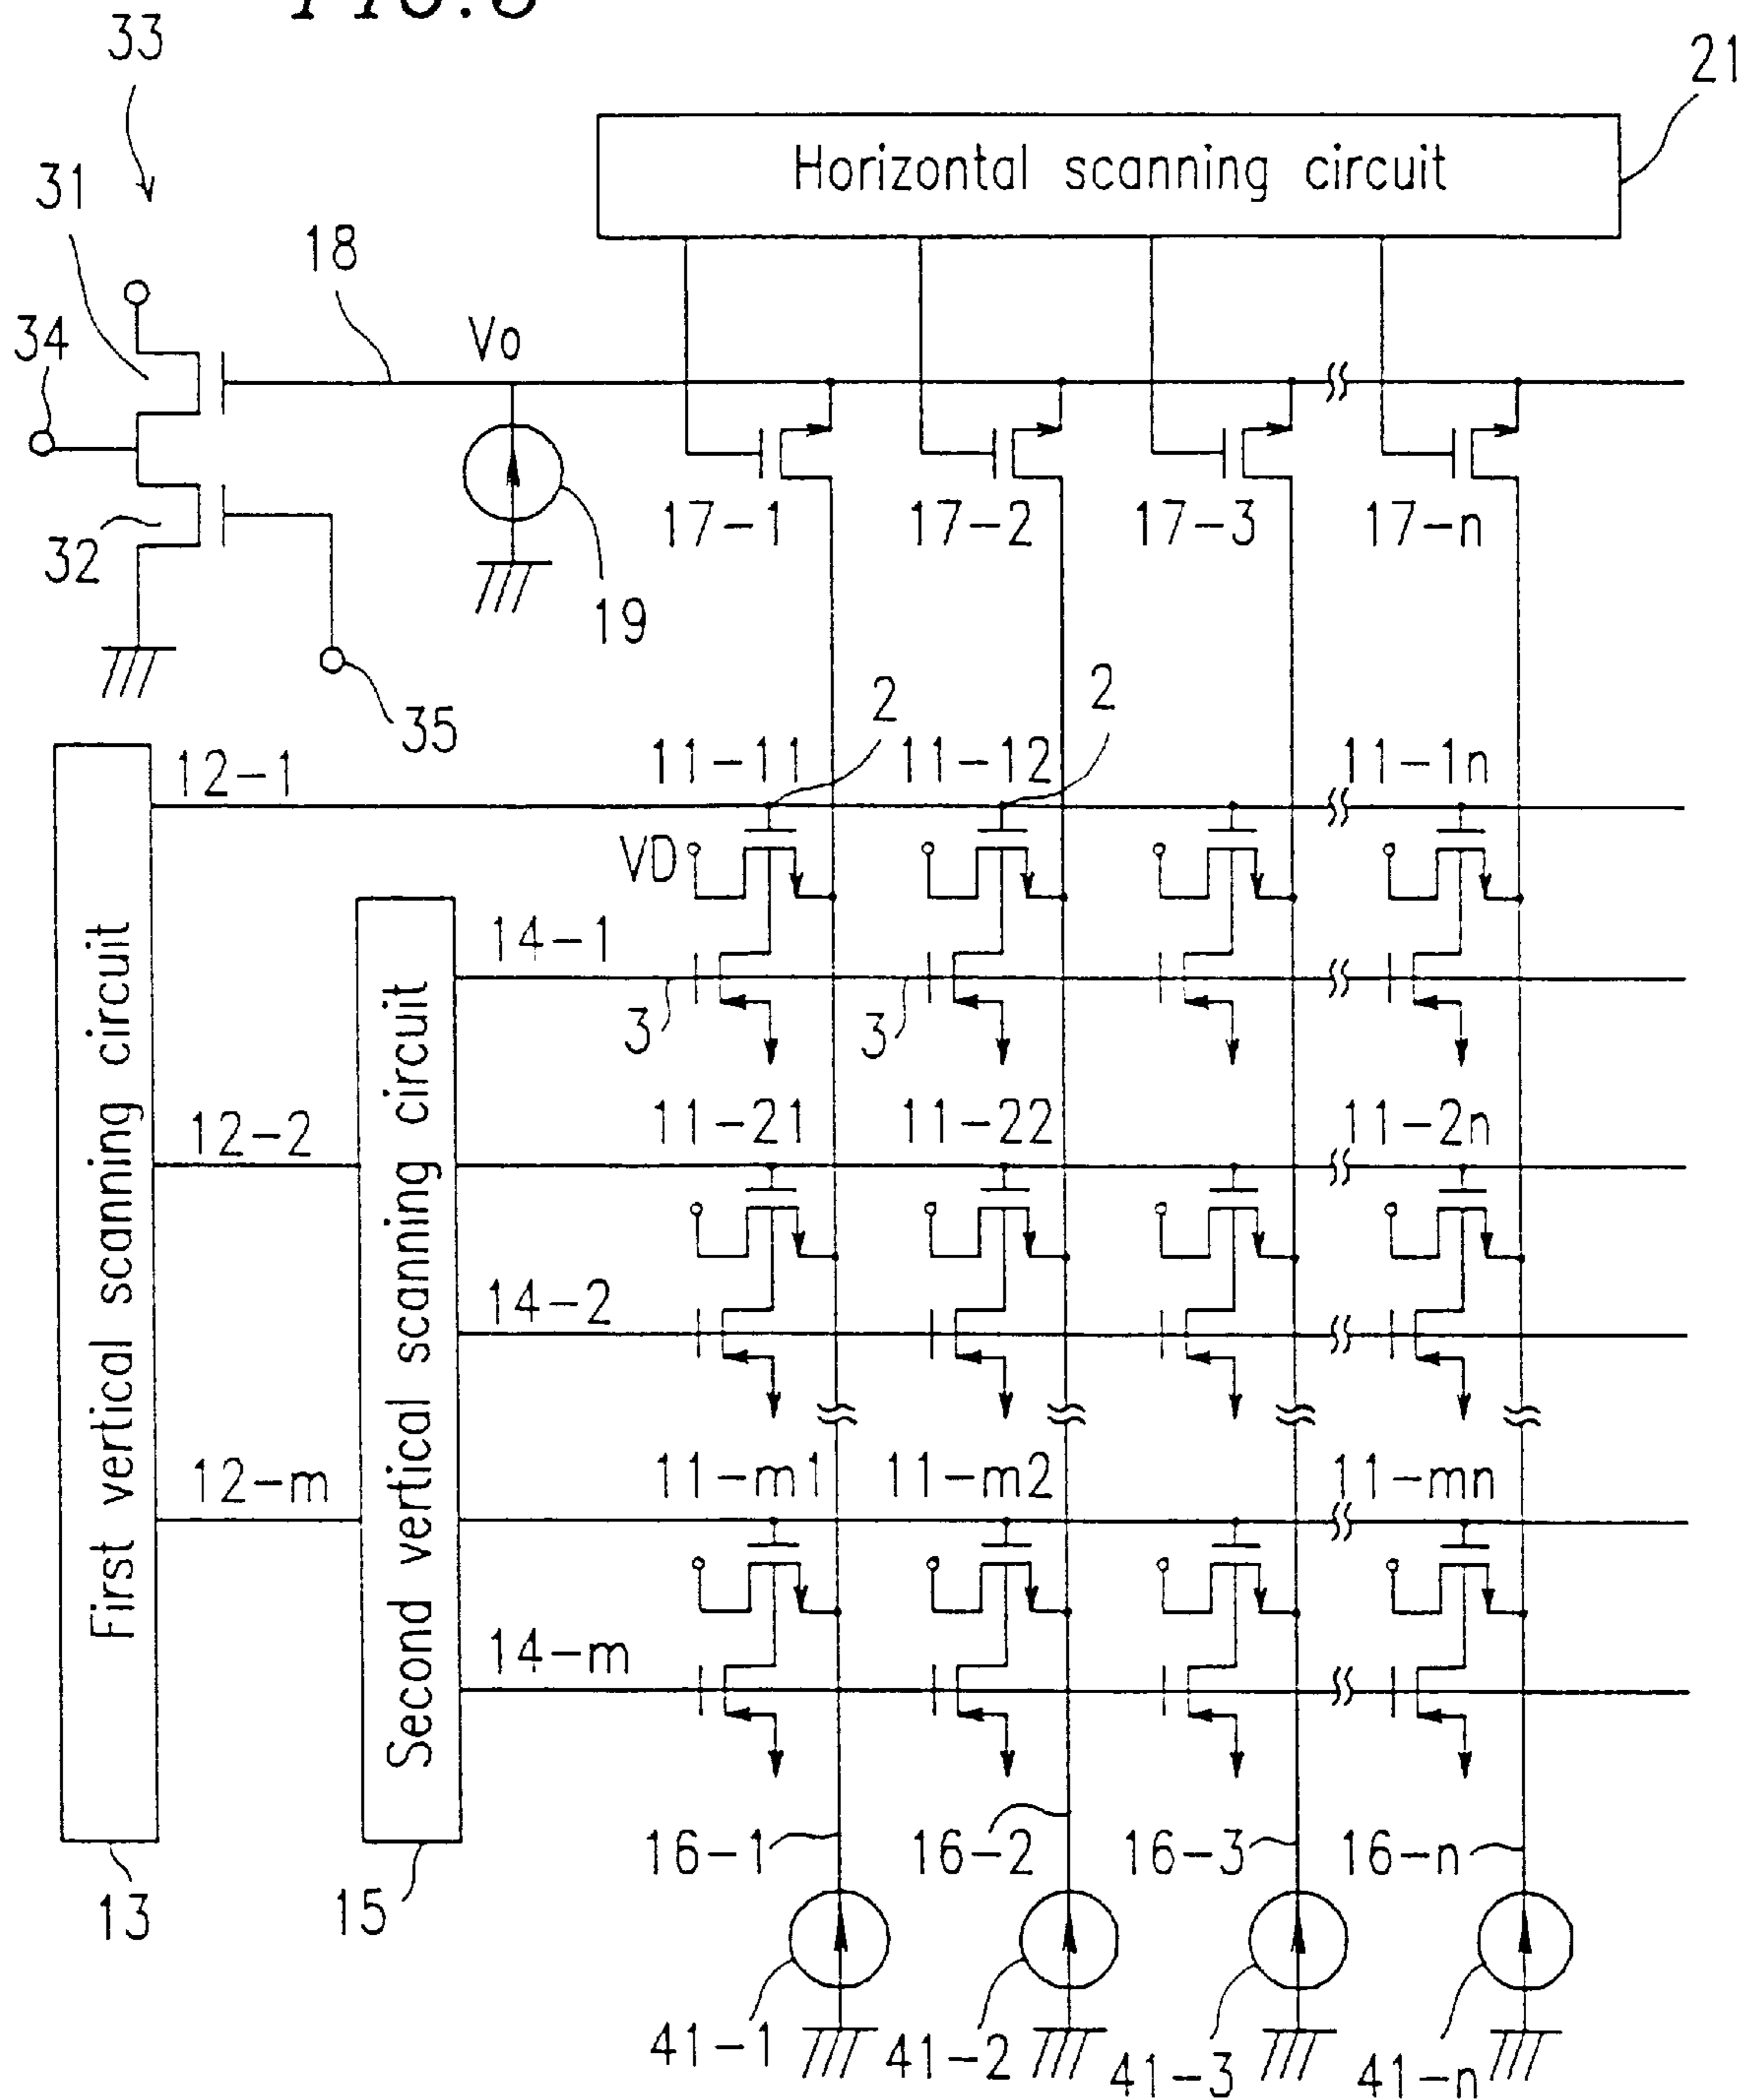 33
21
Horizontal scanning circuit
31
18
34
Vo
17-1 17-2 17-3 17-n
32
19
35
2 2
12-1 11-11 11-12 11-1n
VD
14-1
3 3
First vertical scanning circuit
Second vertical scanning circuit
12-2 11-21 11-22 11-2n
14-2
12-m 11-m1 11-m2 11-mn
14-m
16-1 16-2 16-3 16-n
13 15
41-1 41-2 41-3 41-n